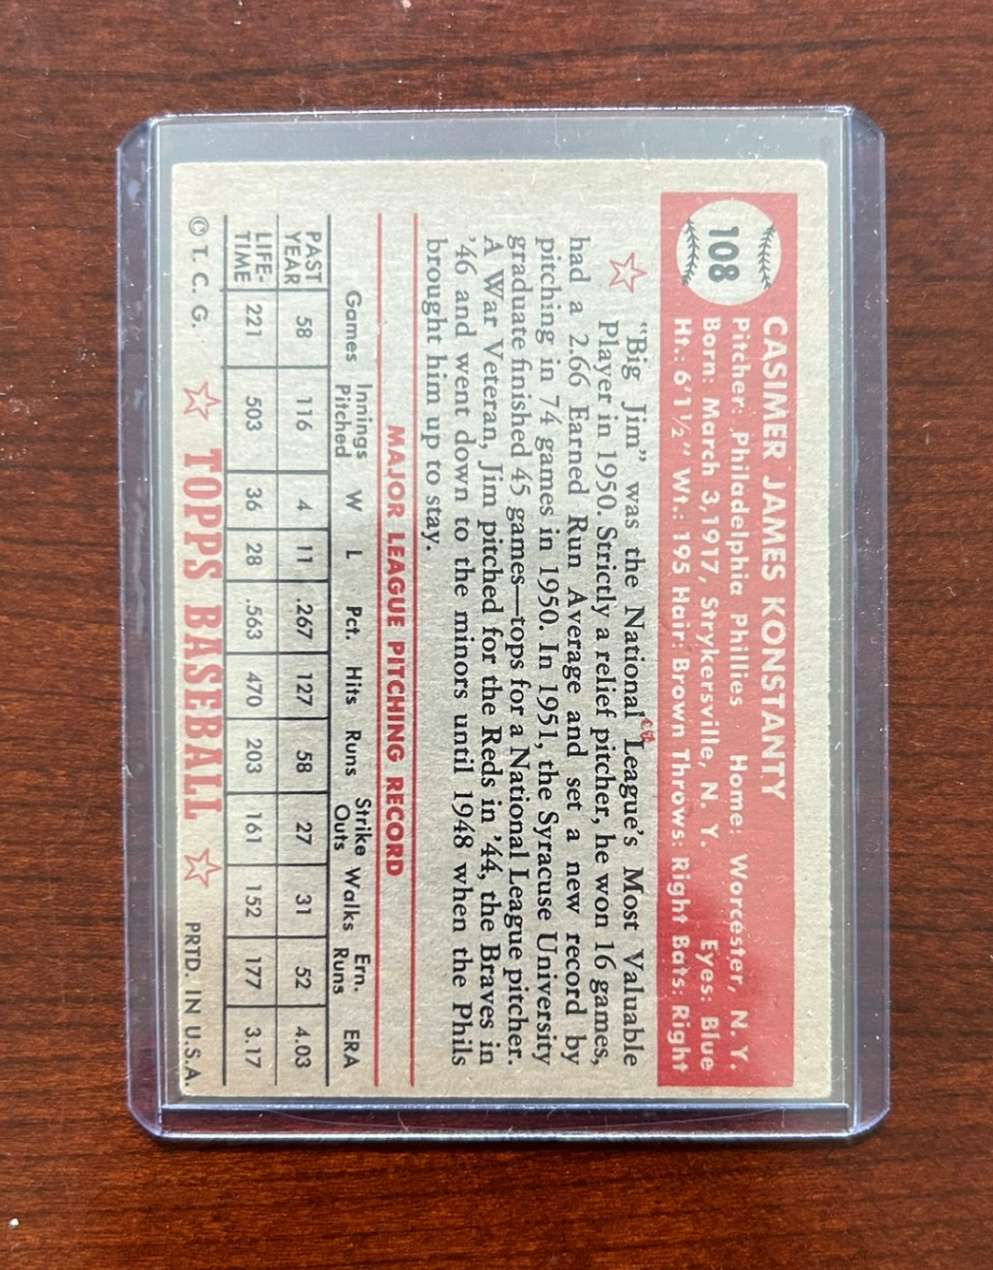 108
CASIMER JAMES KONSTANTY
Pitcher: Philadelphia Phillies Home: Worcester, N. Y.
Born: March 3, 1917, Strykersville, N. Y. Eyes: Blue
Ht.: 6'1½" Wt.: 195 Hair: Brown Throws: Right Bats: Right
"Big Jim" was the National League's Most Valuable
Player in 1950. Strictly a relief pitcher, he won 16 games,
had a 2.66 Earned Run Average and set a new record by
pitching in 74 games in 1950. In 1951, the Syracuse University
graduate finished 45 games—tops for a National League pitcher.
A War Veteran, Jim pitched for the Reds in '44, the Braves in
'46 and went down to the minors until 1948 when the Phils
brought him up to stay.
MAJOR LEAGUE PITCHING RECORD
Games Innings Pitched W L Pct. Hits Runs Strike Outs Walks Ern. Runs ERA
PAST YEAR 58 116 4 11 .267 127 58 27 31 52 4.03
LIFE-TIME 221 503 36 28 .563 470 203 161 152 177 3.17
© T. C. G. TOPPS BASEBALL PRTD. IN U.S.A.